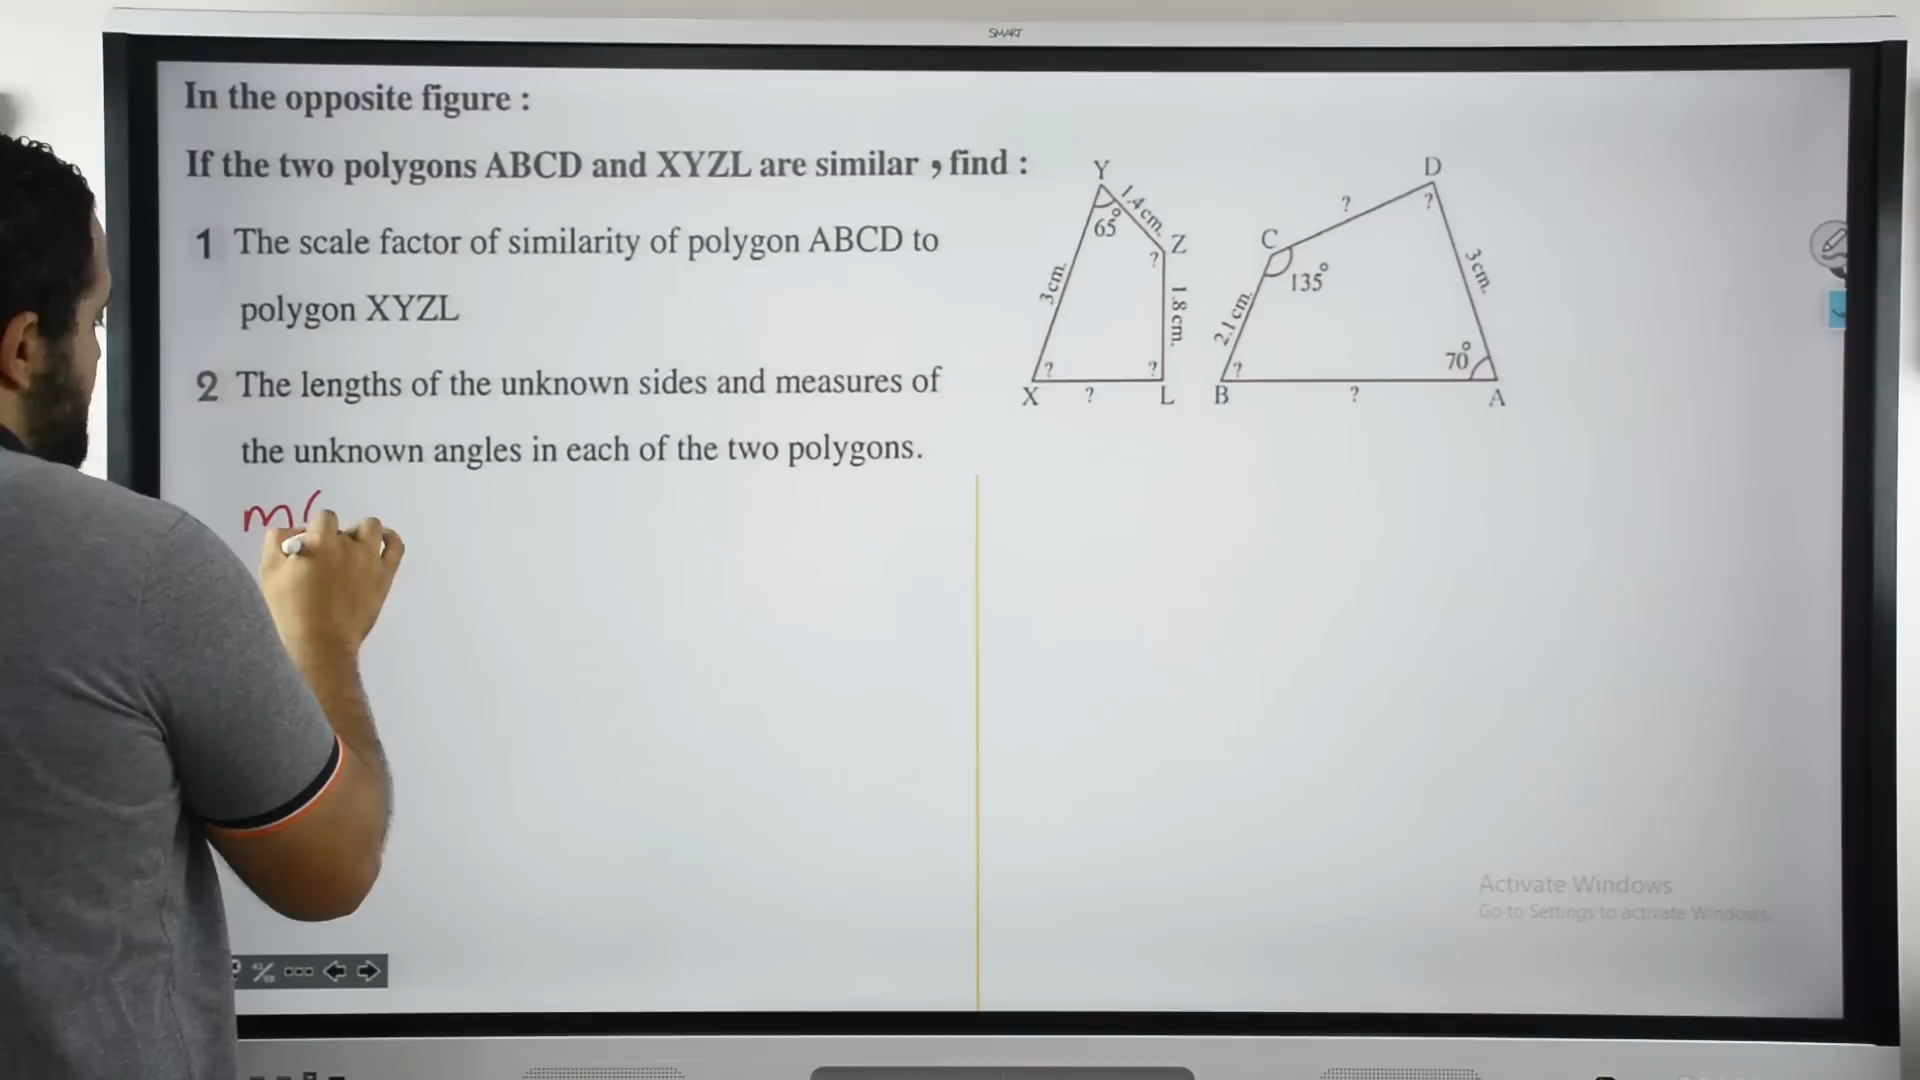 SMART
In the opposite figure :
If the two polygons ABCD and XYZL are similar , find :
1 The scale factor of similarity of polygon ABCD to
polygon XYZL
2 The lengths of the unknown sides and measures of
the unknown angles in each of the two polygons.
m(
Y
1.4 cm.
65°
Z
?
3cm.
1.8 cm.
?
?
X
?
L
D
?
?
C
135°
3 cm.
2.1 cm.
70°
?
B
?
A
Activate Windows
Go to Settings to activate Windows.